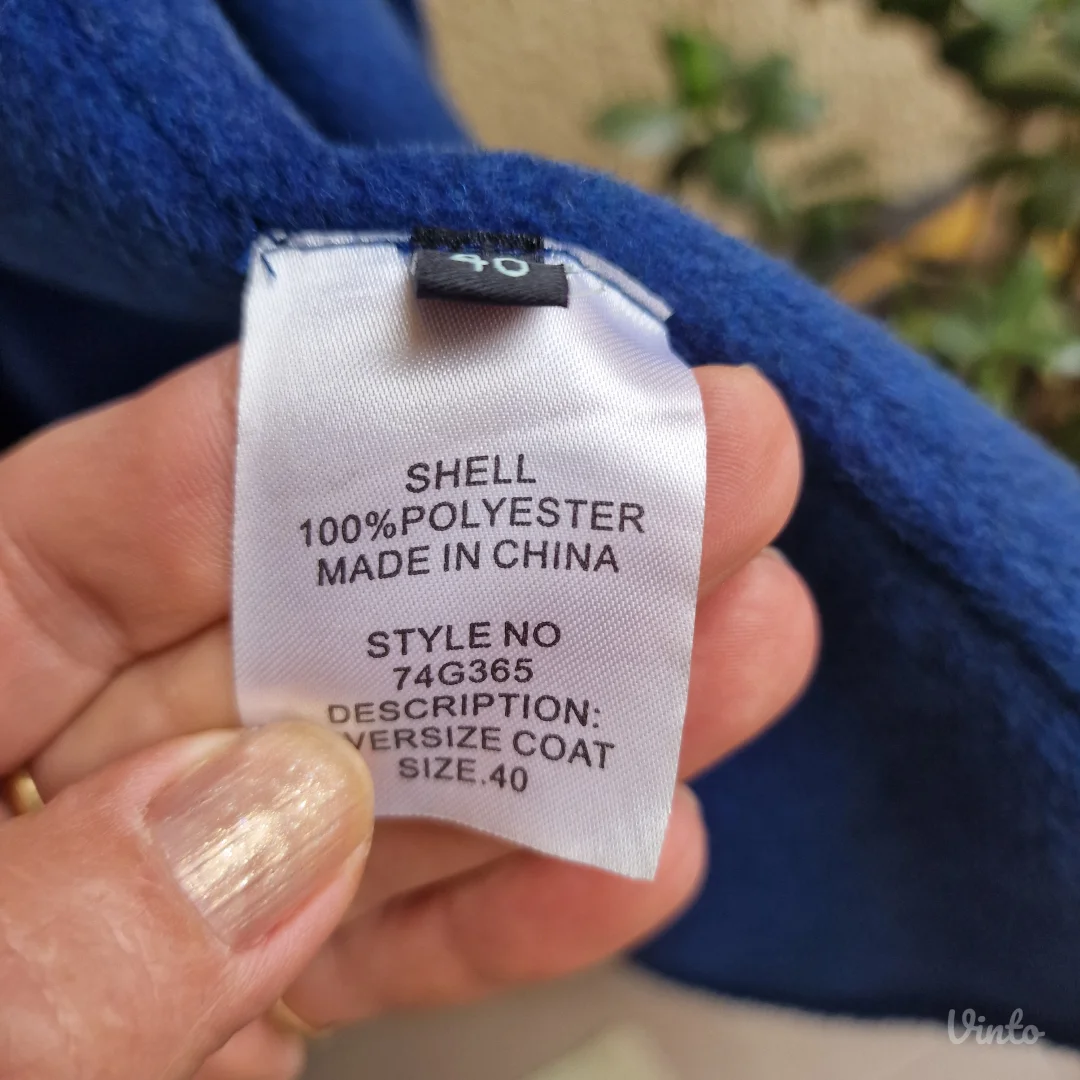 40
SHELL
100%POLYESTER
MADE IN CHINA
STYLE NO
74G365
DESCRIPTION:
VERSIZE COAT
SIZE.40
Vinto